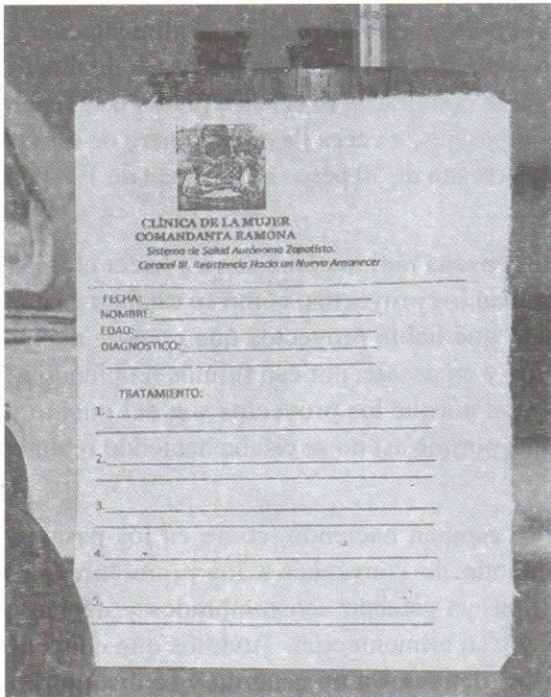 CLÍNICA DE LA MUJER
COMANDANTA RAMONA
Sistema de Salud Autónomo Zapatista.
Caracol III. Resistencia Hacia un Nuevo Amanecer
FECHA:
NOMBRE:
EDAD:
DIAGNOSTICO:
TRATAMIENTO:
1.
2.
3.
4.
5.